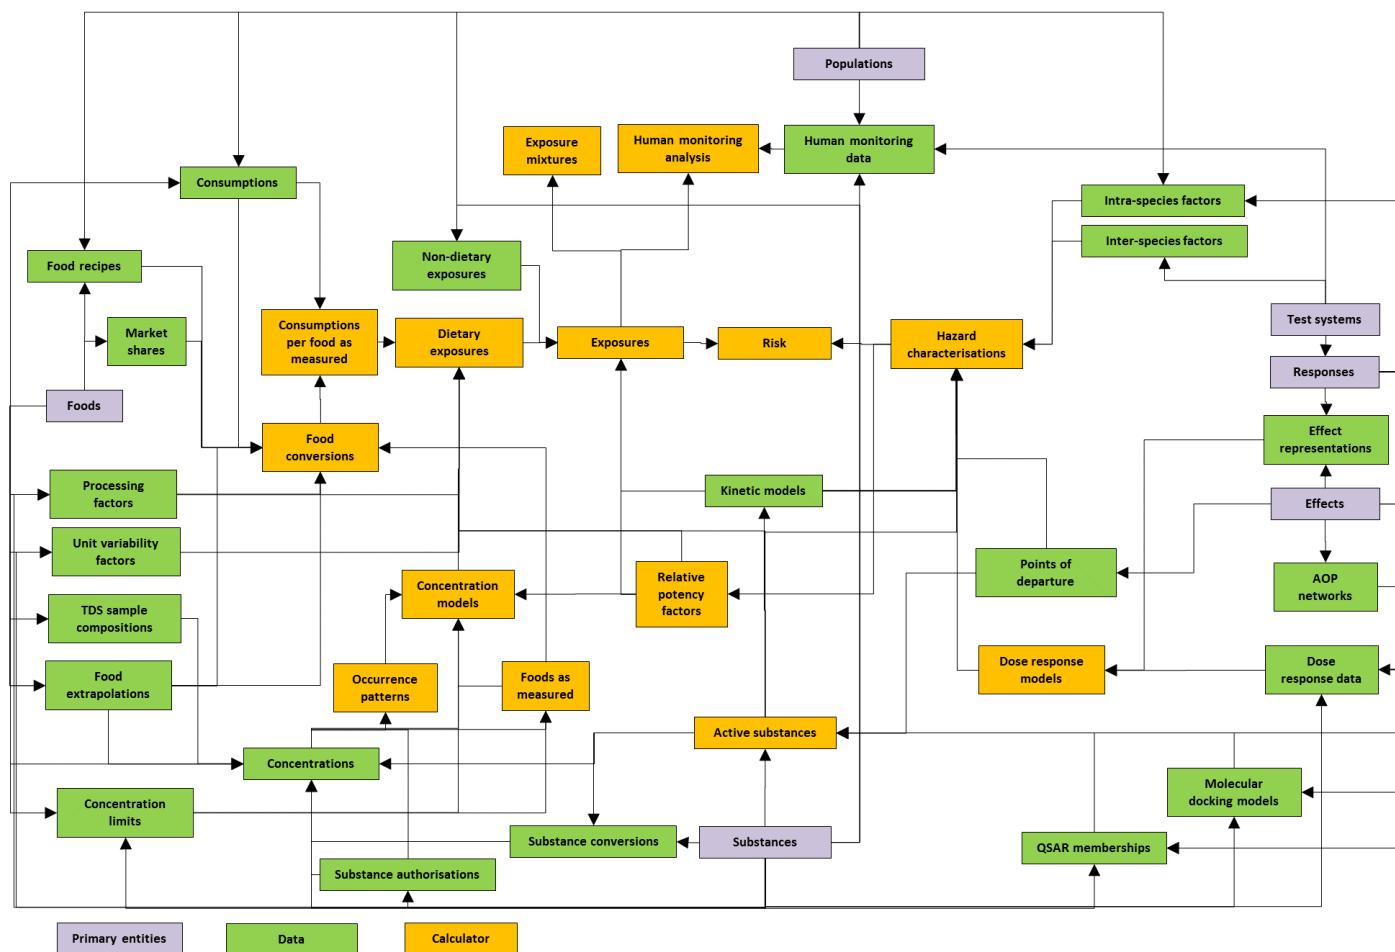 Populations
Exposure
mixtures
Human monitoring
analysis
Human monitoring
data
Consumptions
Intra-species factors
Inter-species factors
Food recipes
Non-dietary
exposures
Market
shares
Consumptions
per food as
measured
Dietary
exposures
Exposures
Risk
Hazard
characterisations
Test systems
Responses
Foods
Food
conversions
Effect
representations
Processing
factors
Kinetic models
Effects
Unit variability
factors
Concentration
models
Relative
potency
factors
Points of
departure
AOP
networks
TDS sample
compositions
Food
extrapolations
Occurrence
patterns
Foods as
measured
Dose response
models
Dose
response data
Active substances
Concentrations
Molecular
docking models
Concentration
limits
Substance conversions
Substances
QSAR memberships
Substance authorisations
Primary entities
Data
Calculator